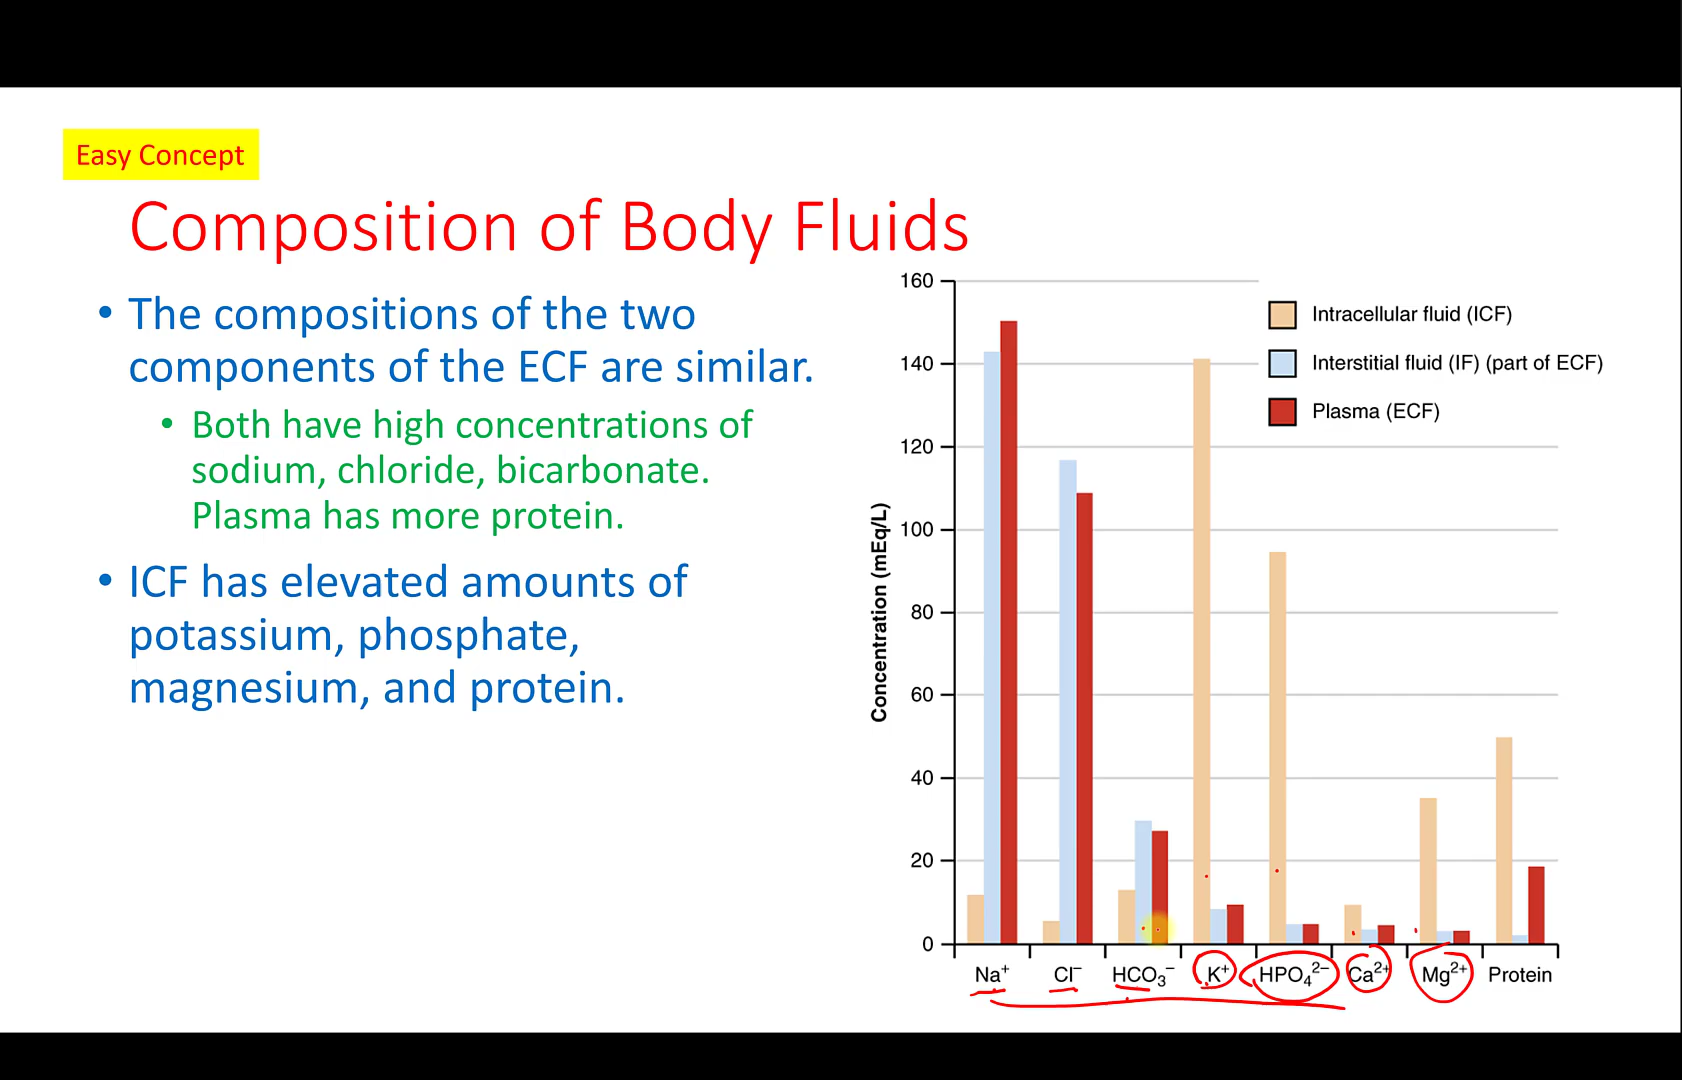 Easy Concept
Composition of Body Fluids
• The compositions of the two
components of the ECF are similar.
• Both have high concentrations of
sodium, chloride, bicarbonate.
Plasma has more protein.
• ICF has elevated amounts of
potassium, phosphate,
magnesium, and protein.
Concentration (mEq/L)
160
140
120
100
80
60
40
20
0
Intracellular fluid (ICF)
Interstitial fluid (IF) (part of ECF)
Plasma (ECF)
Na⁺ Cl⁻ HCO₃⁻ K⁺ HPO₄²⁻ Ca²⁺ Mg²⁺ Protein